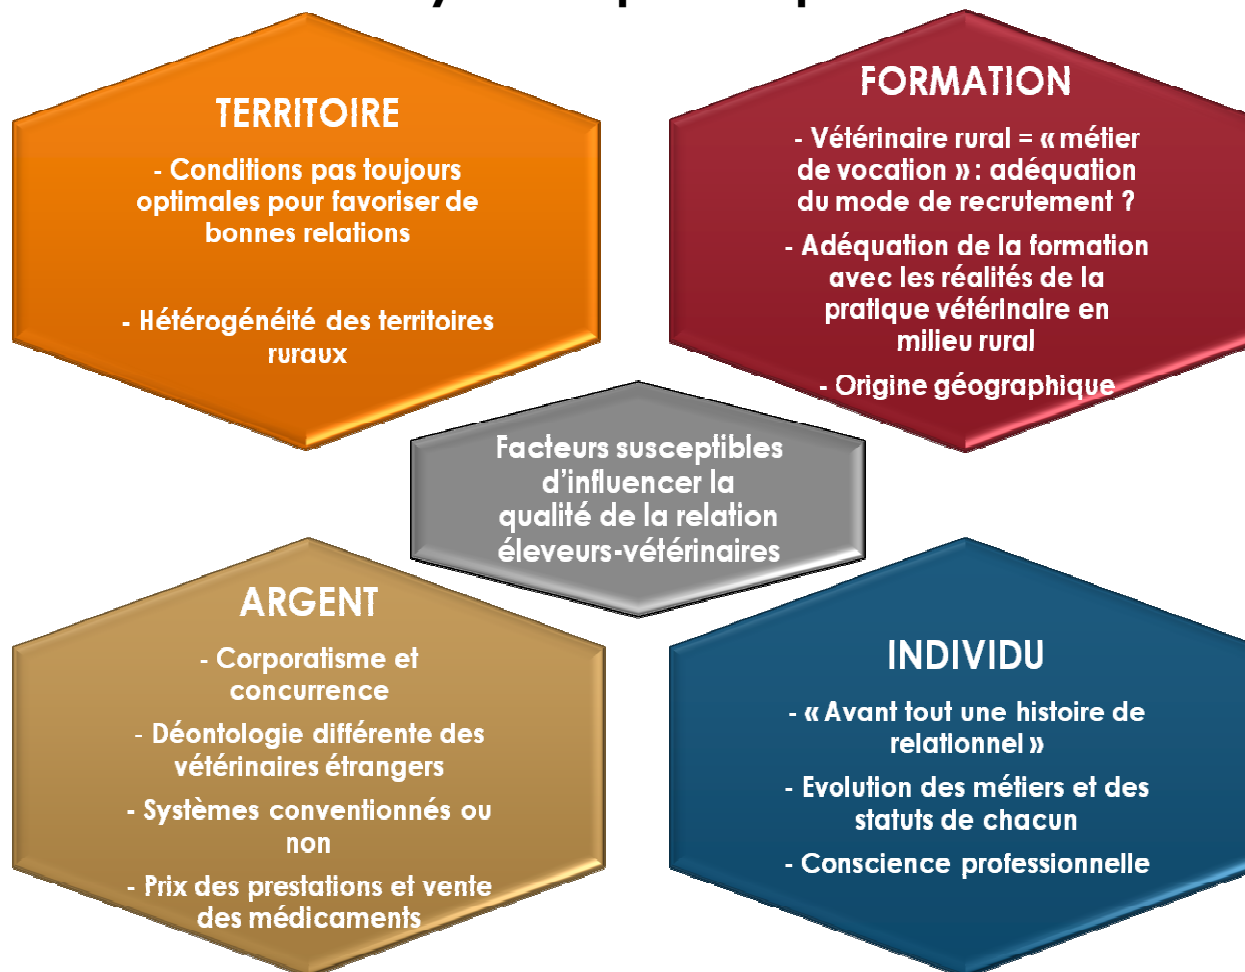 TERRITOIRE
- Conditions pas toujours
optimales pour favoriser de
bonnes relations
- Hétérogénéité des territoires
ruraux
FORMATION
- Vétérinaire rural = « métier
de vocation » : adéquation
du mode de recrutement ?
- Adéquation de la formation
avec les réalités de la
pratique vétérinaire en
milieu rural
- Origine géographique
Facteurs susceptibles
d'influencer la
qualité de la relation
éleveurs-vétérinaires
ARGENT
- Corporatisme et
concurrence
- Déontologie différente des
vétérinaires étrangers
- Systèmes conventionnés ou
non
- Prix des prestations et vente
des médicaments
INDIVIDU
- « Avant tout une histoire de
relationnel »
- Evolution des métiers et des
statuts de chacun
- Conscience professionnelle